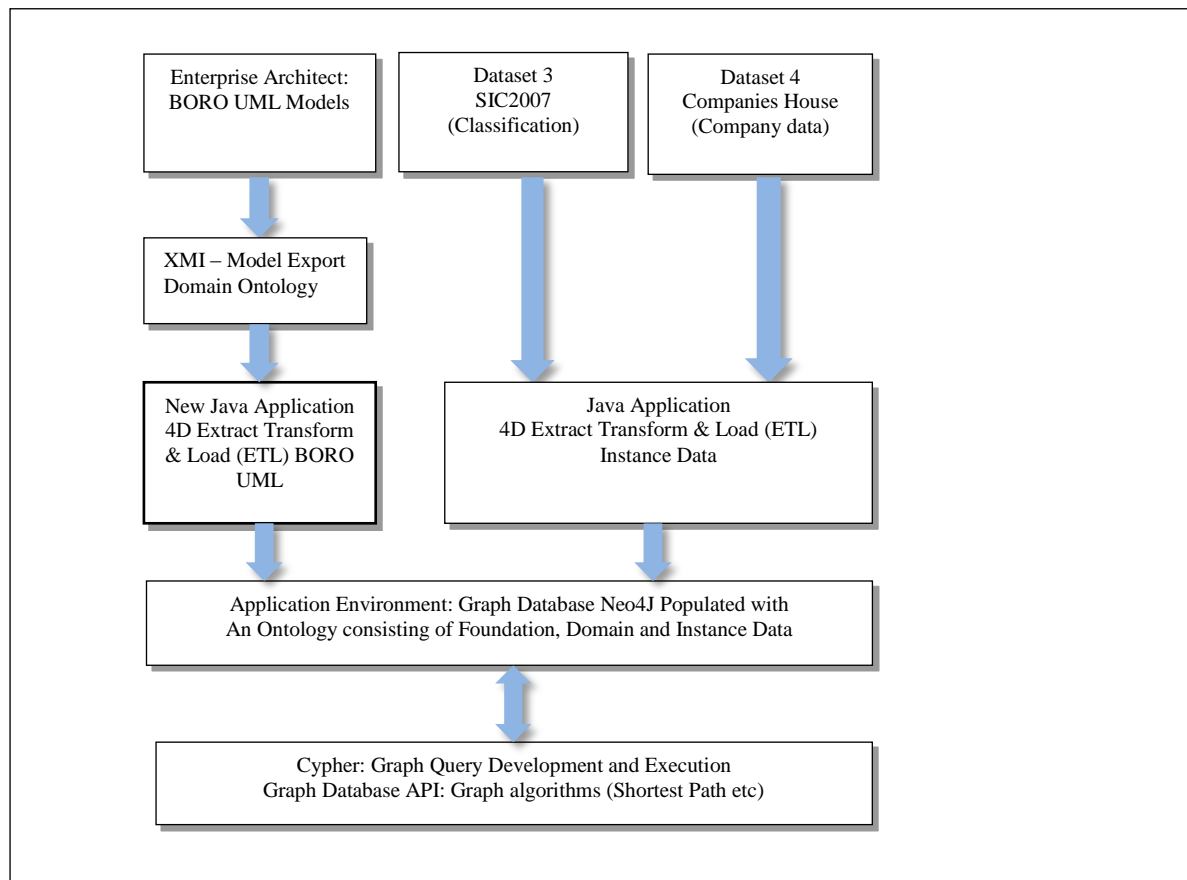 Enterprise Architect:
BORO UML Models
Dataset 3
SIC2007
(Classification)
Dataset 4
Companies House
(Company data)
XMI – Model Export
Domain Ontology
New Java Application
4D Extract Transform
& Load (ETL) BORO
UML
Java Application
4D Extract Transform & Load (ETL)
Instance Data
Application Environment: Graph Database Neo4J Populated with
An Ontology consisting of Foundation, Domain and Instance Data
Cypher: Graph Query Development and Execution
Graph Database API: Graph algorithms (Shortest Path etc)